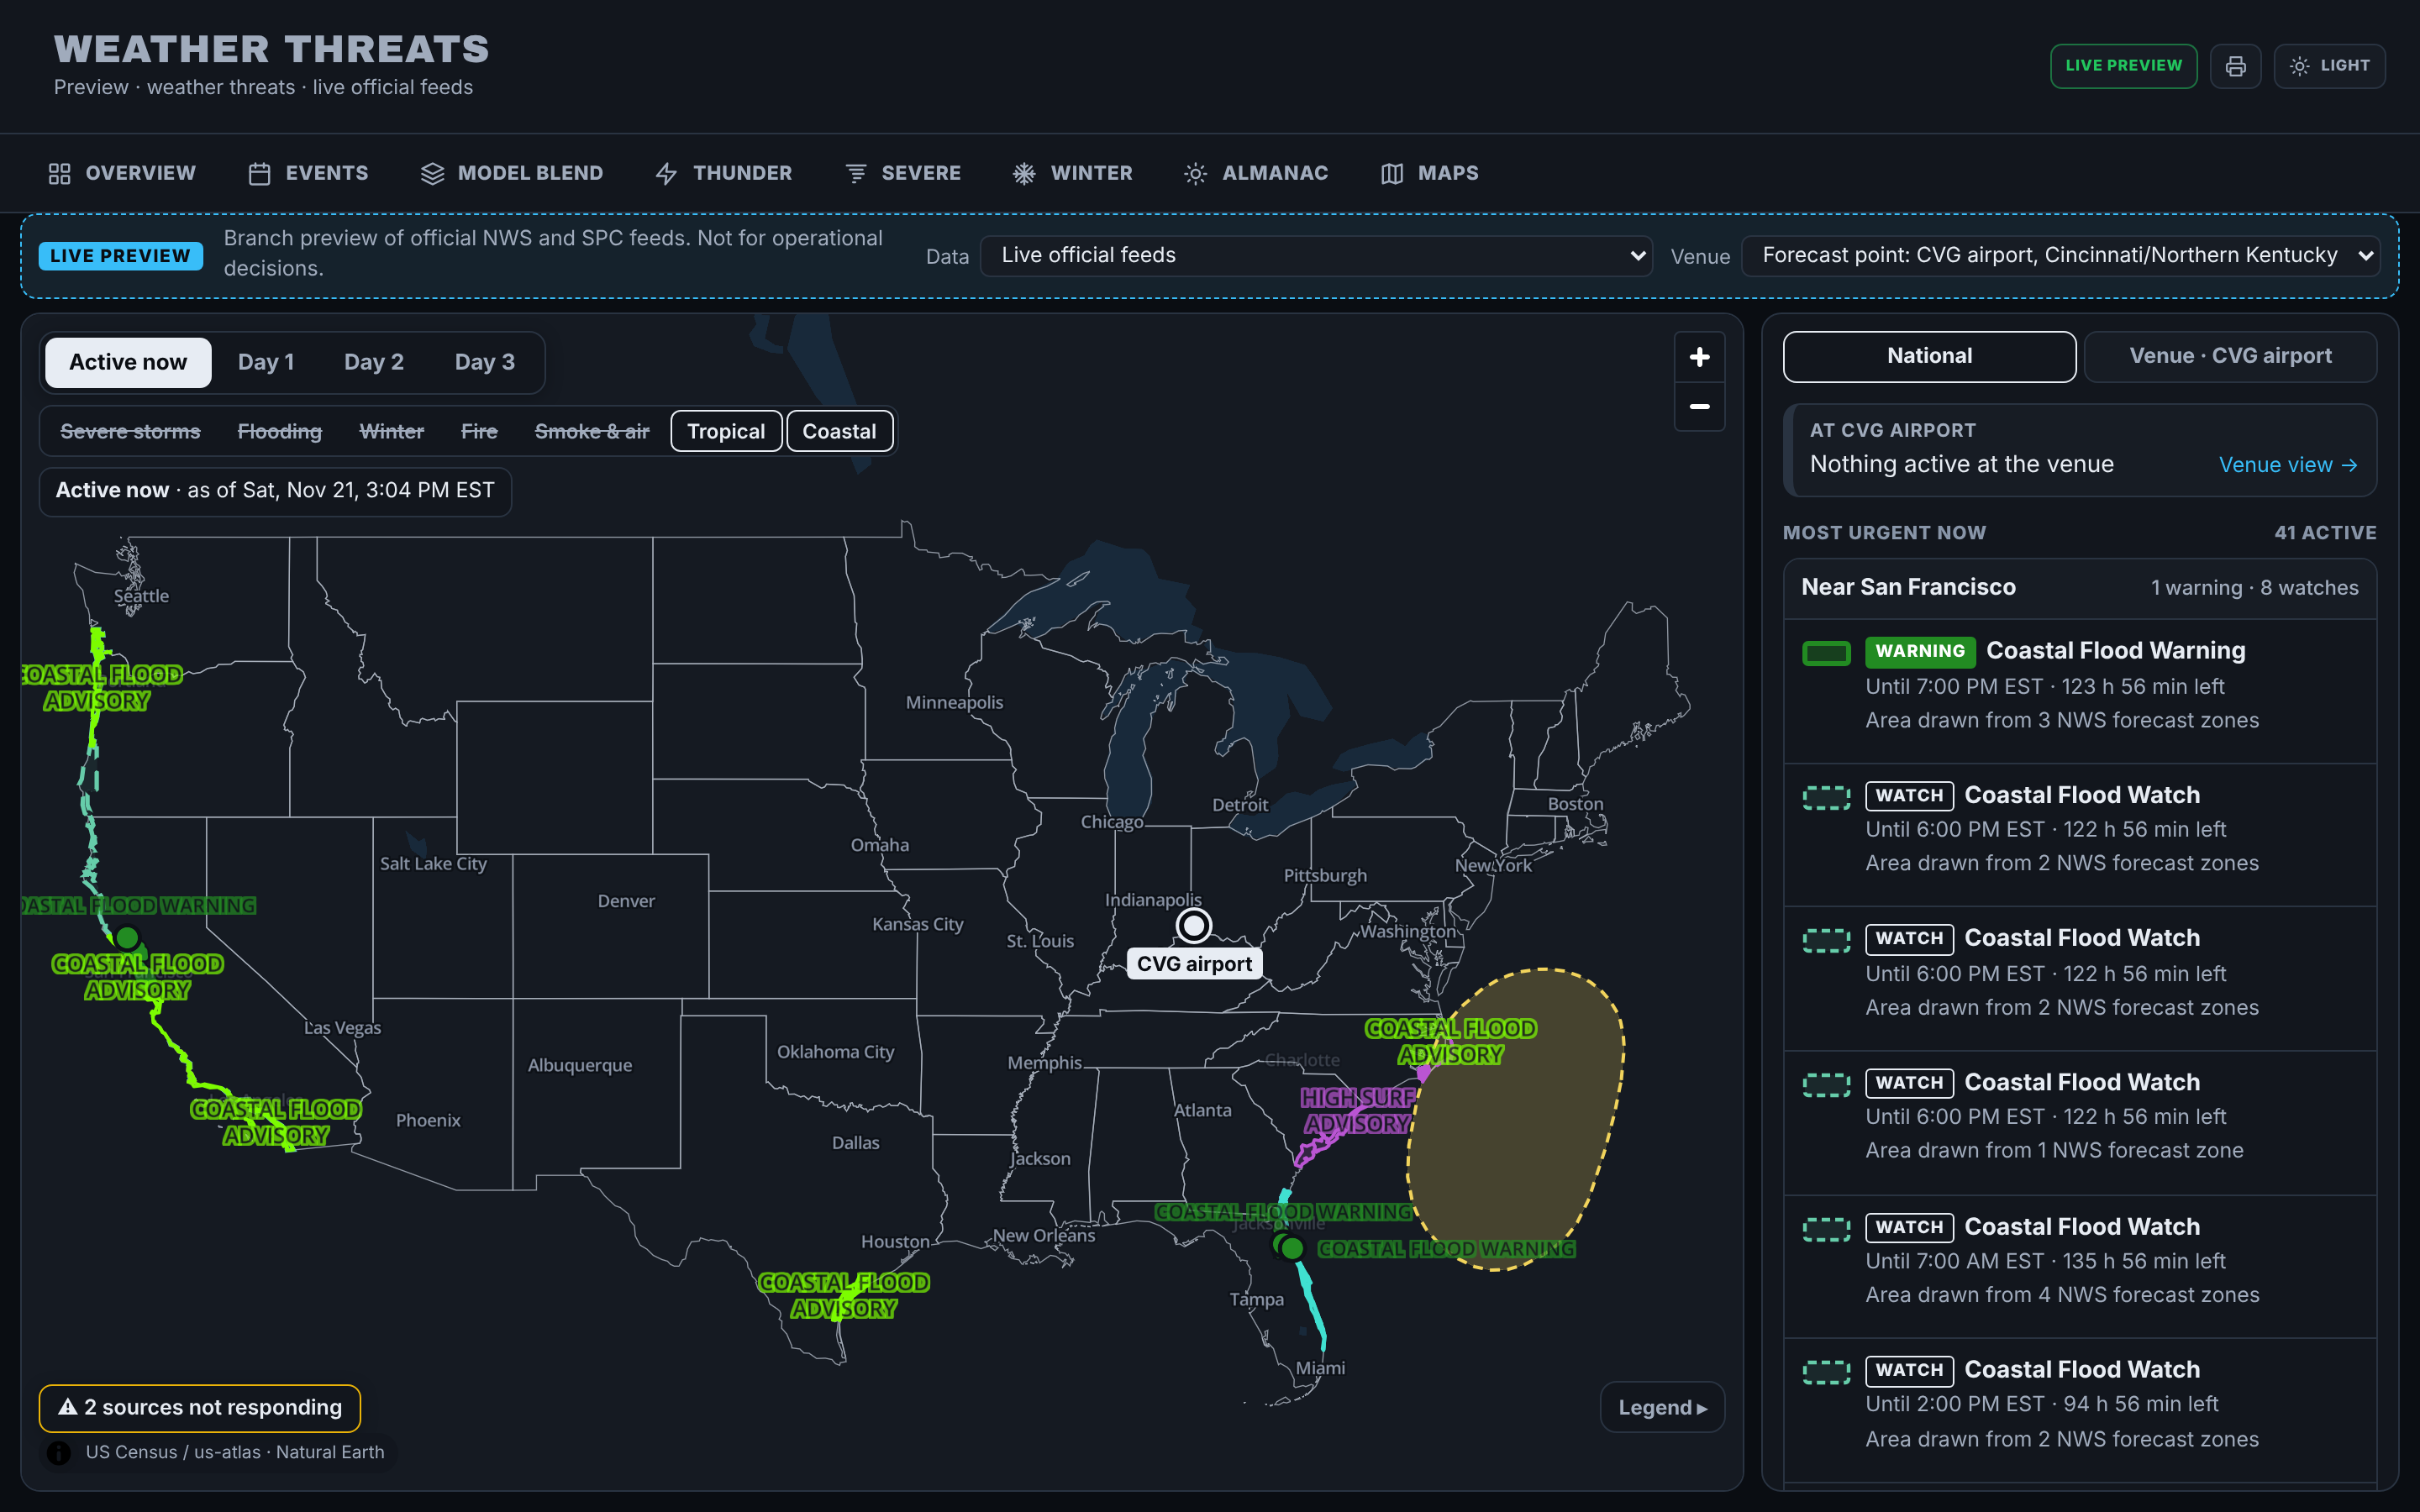 WEATHER THREATS
Preview · weather threats · live official feeds
LIVE PREVIEW
LIGHT
OVERVIEW
EVENTS
MODEL BLEND
THUNDER
SEVERE
WINTER
ALMANAC
MAPS
LIVE PREVIEW
Branch preview of official NWS and SPC feeds. Not for operational
decisions.
Data
Live official feeds
Venue
Forecast point: CVG airport, Cincinnati/Northern Kentucky
Active now
Day 1
Day 2
Day 3
Severe storms
Flooding
Winter
Fire
Smoke & air
Tropical
Coastal
Active now · as of Sat, Nov 21, 3:04 PM EST
Seattle
COASTAL FLOOD
ADVISORY
Minneapolis
Boston
Detroit
Chicago
Omaha
Salt Lake City
New York
Pittsburgh
Denver
Indianapolis
COASTAL FLOOD WARNING
Kansas City
Washington
St. Louis
CVG airport
COASTAL FLOOD
ADVISORY
Las Vegas
COASTAL FLOOD
ADVISORY
Oklahoma City
Charlotte
Memphis
Albuquerque
HIGH SURF
ADVISORY
COASTAL FLOOD
ADVISORY
Atlanta
Phoenix
Dallas
Jackson
COASTAL FLOOD WARNING
Jacksonville
New Orleans
Houston
COASTAL FLOOD WARNING
COASTAL FLOOD
ADVISORY
Tampa
Miami
2 sources not responding
US Census / us-atlas · Natural Earth
Legend ▸
National
Venue · CVG airport
AT CVG AIRPORT
Nothing active at the venue
Venue view →
MOST URGENT NOW
41 ACTIVE
Near San Francisco
1 warning · 8 watches
WARNING Coastal Flood Warning
Until 7:00 PM EST · 123 h 56 min left
Area drawn from 3 NWS forecast zones
WATCH Coastal Flood Watch
Until 6:00 PM EST · 122 h 56 min left
Area drawn from 2 NWS forecast zones
WATCH Coastal Flood Watch
Until 6:00 PM EST · 122 h 56 min left
Area drawn from 2 NWS forecast zones
WATCH Coastal Flood Watch
Until 6:00 PM EST · 122 h 56 min left
Area drawn from 1 NWS forecast zone
WATCH Coastal Flood Watch
Until 7:00 AM EST · 135 h 56 min left
Area drawn from 4 NWS forecast zones
WATCH Coastal Flood Watch
Until 2:00 PM EST · 94 h 56 min left
Area drawn from 2 NWS forecast zones